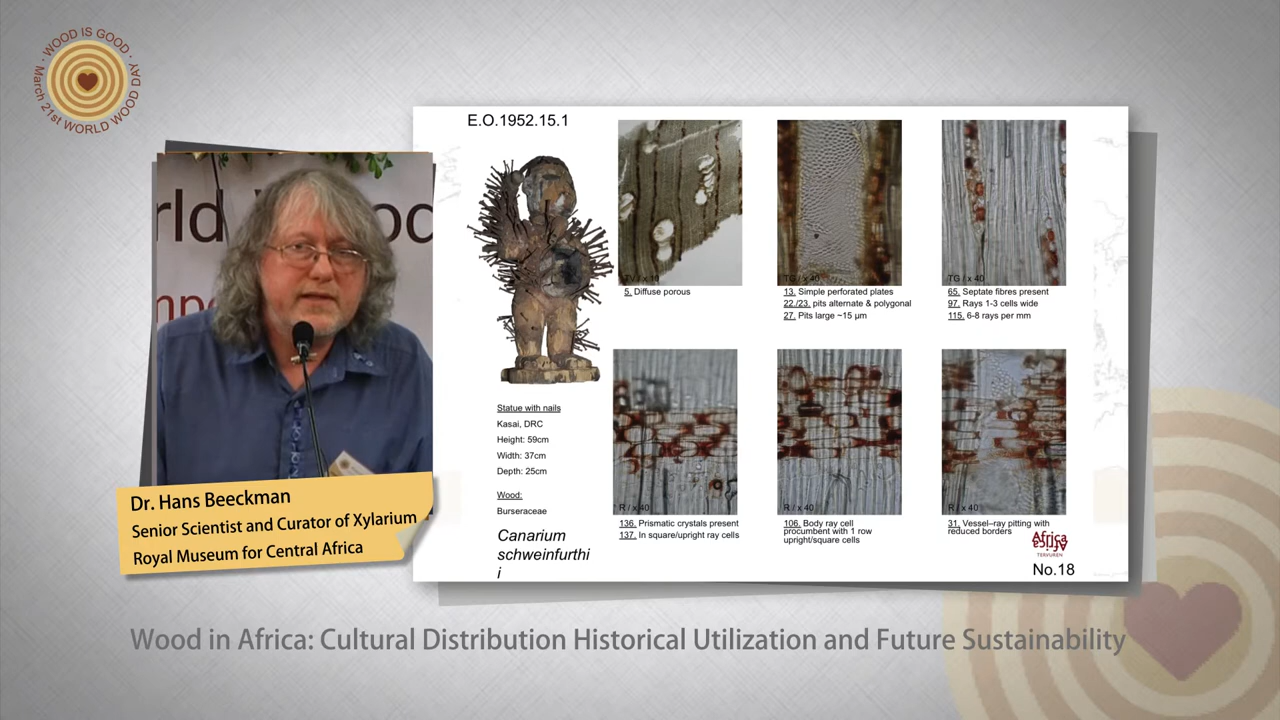 WOOD IS GOOD · March 21st WORLD WOOD DAY ·
E.O.1952.15.1
TG / x 40
TG / x 40
5. Diffuse porous
13. Simple perforated plates
22./23. pits alternate & polygonal
27. Pits large ~15 µm
65. Septate fibres present
97. Rays 1-3 cells wide
115. 6-8 rays per mm
Statue with nails
Kasai, DRC
Height: 59cm
Width: 37cm
Depth: 25cm
Wood:
Burseraceae
Canarium
schweinfurthi
i
R / x 40
R / x 40
R / x 40
136. Prismatic crystals present
137. In square/upright ray cells
106. Body ray cell
procumbent with 1 row
upright/square cells
31. Vessel–ray pitting with
reduced borders
Africa
TERVUREN
No.18
Dr. Hans Beeckman
Senior Scientist and Curator of Xylarium
Royal Museum for Central Africa
Wood in Africa: Cultural Distribution Historical Utilization and Future Sustainability